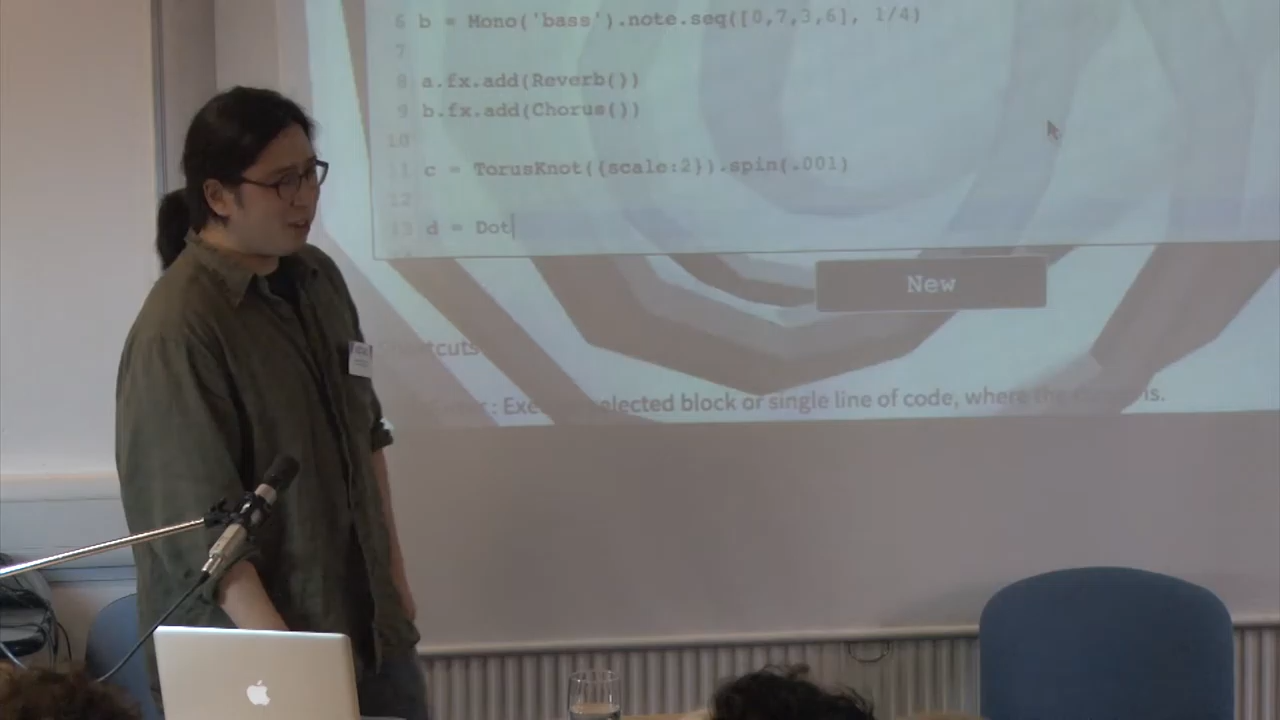 6 b = Mono('bass').note.seq([0,7,3,6], 1/4)
7
8 a.fx.add(Reverb())
9 b.fx.add(Chorus())
10
11 c = TorusKnot({scale:2}).spin(.001)
12
13 d = Dot
New
: selected block or single line of code, where the is.